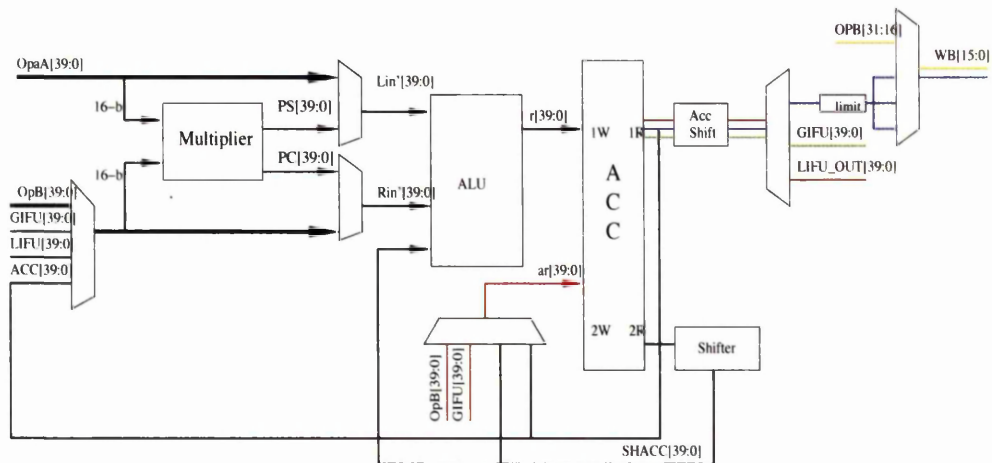 OPB[31:16]
WB[15:0]
OpaA[39:0]
Lin'[39:0]
16-b
PS[39:0]
r[39:0]
limit
Multiplier
Acc
Shift
1W
1R
GIFU[39:0]
PC[39:0]
16-b
LIFU_OUT[39:0]
ALU
A
C
C
OpB[39:0]
Rin'[39:0]
GIFU[39:0]
LIFU[39:0]
ACC[39:0]
ar[39:0]
2W
2R
Shifter
OpB[39:0]
GIFU[39:0]
SHACC[39:0]